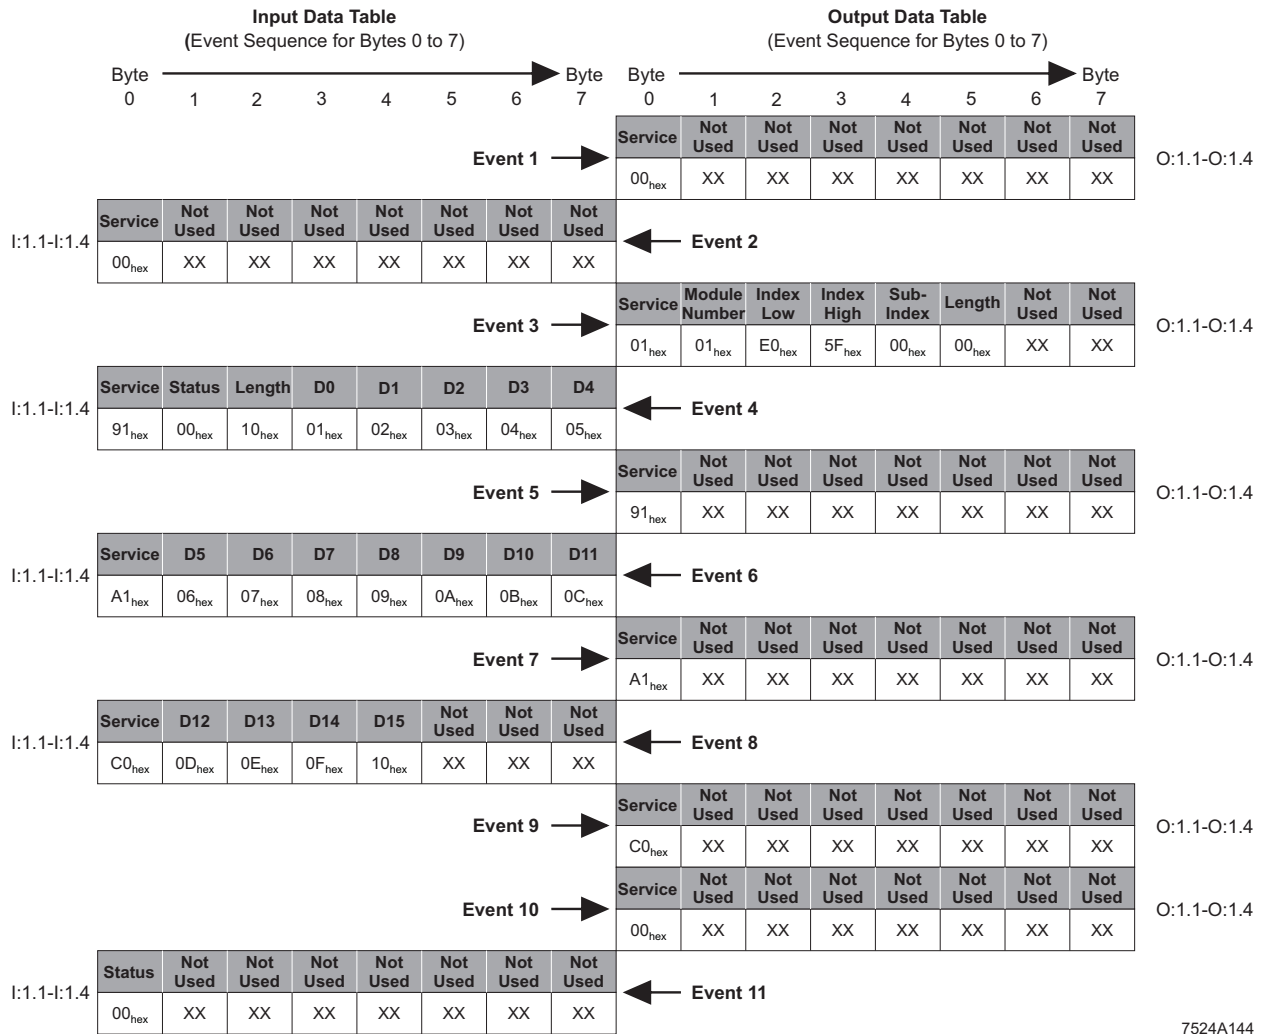 Input Data Table
(Event Sequence for Bytes 0 to 7)
Output Data Table
(Event Sequence for Bytes 0 to 7)
Byte Byte Byte Byte
0 1 2 3 4 5 6 7 0 1 2 3 4 5 6 7
Event 1
Service Not Used Not Used Not Used Not Used Not Used Not Used Not Used
00hex XX XX XX XX XX XX XX
O:1.1-O:1.4
I:1.1-I:1.4
Service Not Used Not Used Not Used Not Used Not Used Not Used Not Used
00hex XX XX XX XX XX XX XX
Event 2
Event 3
Service Module Number Index Low Index High Sub-Index Length Not Used Not Used
01hex 01hex E0hex 5Fhex 00hex 00hex XX XX
O:1.1-O:1.4
I:1.1-I:1.4
Service Status Length D0 D1 D2 D3 D4
91hex 00hex 10hex 01hex 02hex 03hex 04hex 05hex
Event 4
Event 5
Service Not Used Not Used Not Used Not Used Not Used Not Used Not Used
91hex XX XX XX XX XX XX XX
O:1.1-O:1.4
I:1.1-I:1.4
Service D5 D6 D7 D8 D9 D10 D11
A1hex 06hex 07hex 08hex 09hex 0Ahex 0Bhex 0Chex
Event 6
Event 7
Service Not Used Not Used Not Used Not Used Not Used Not Used Not Used
A1hex XX XX XX XX XX XX XX
O:1.1-O:1.4
I:1.1-I:1.4
Service D12 D13 D14 D15 Not Used Not Used Not Used
C0hex 0Dhex 0Ehex 0Fhex 10hex XX XX XX
Event 8
Event 9
Service Not Used Not Used Not Used Not Used Not Used Not Used Not Used
C0hex XX XX XX XX XX XX XX
O:1.1-O:1.4
Event 10
Service Not Used Not Used Not Used Not Used Not Used Not Used Not Used
00hex XX XX XX XX XX XX XX
O:1.1-O:1.4
I:1.1-I:1.4
Status Not Used Not Used Not Used Not Used Not Used Not Used Not Used
00hex XX XX XX XX XX XX XX
Event 11
7524A144